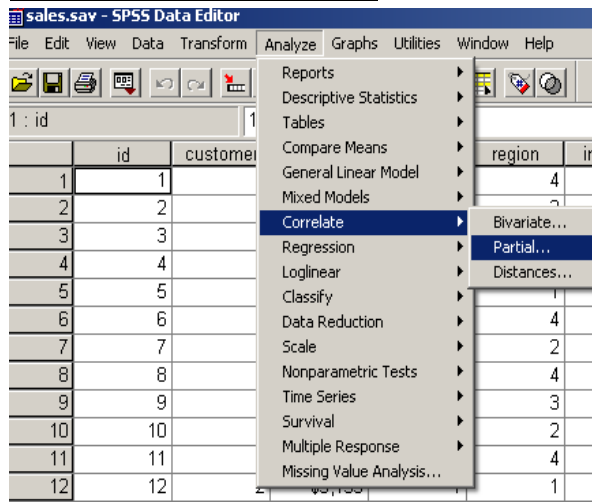 sales.sav - SPSS Data Editor
File Edit View Data Transform Analyze Graphs Utilities Window Help
1 : id 1
id customer region
1 1 4
2 2
3 3
4 4
5 5 1
6 6 4
7 7 2
8 8 4
9 9 3
10 10 2
11 11 4
12 12 1
Reports
Descriptive Statistics
Tables
Compare Means
General Linear Model
Mixed Models
Correlate
Regression
Loglinear
Classify
Data Reduction
Scale
Nonparametric Tests
Time Series
Survival
Multiple Response
Missing Value Analysis...
Bivariate...
Partial...
Distances...